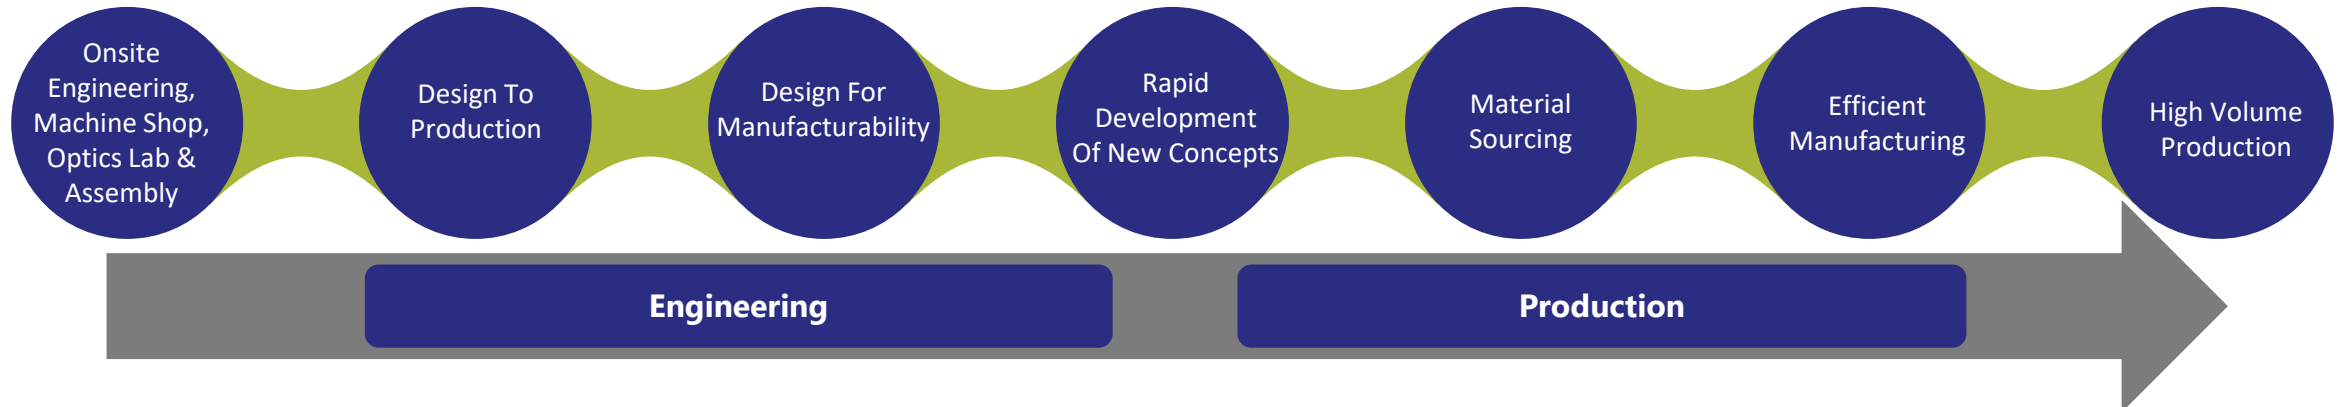 Onsite
Engineering,
Machine Shop,
Optics Lab &
Assembly
Design To
Production
Design For
Manufacturability
Rapid
Development
Of New Concepts
Material
Sourcing
Efficient
Manufacturing
High Volume
Production
Engineering
Production